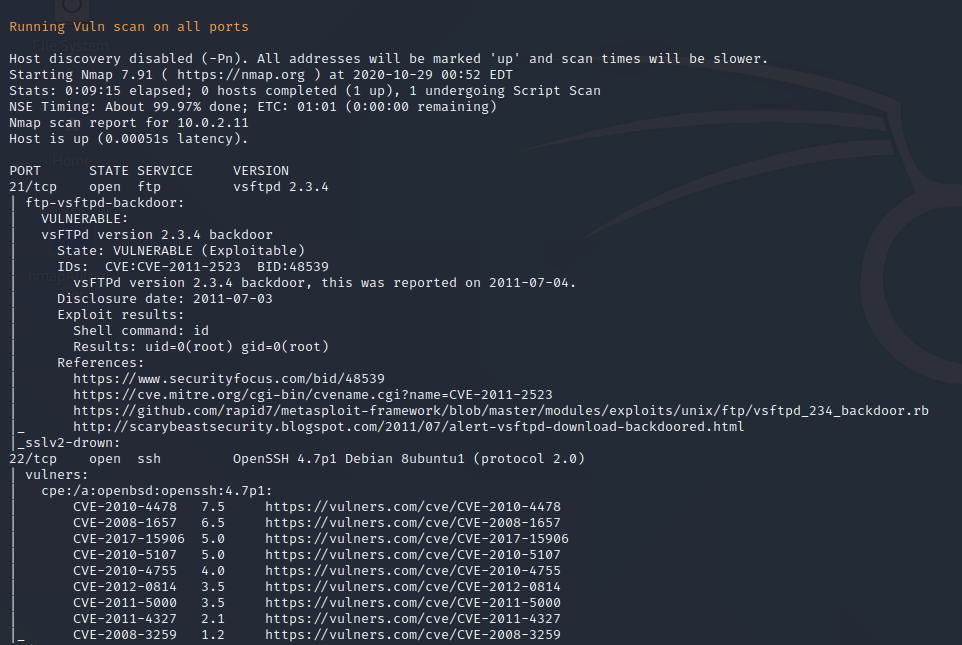 Running Vuln scan on all ports
File System
Host discovery disabled (-Pn). All addresses will be marked 'up' and scan times will be slower.
Starting Nmap 7.91 ( https://nmap.org ) at 2020-10-29 00:52 EDT
Stats: 0:09:15 elapsed; 0 hosts completed (1 up), 1 undergoing Script Scan
NSE Timing: About 99.97% done; ETC: 01:01 (0:00:00 remaining)
Nmap scan report for 10.0.2.11
Host is up (0.00051s latency).
Home
PORT      STATE SERVICE     VERSION
21/tcp    open  ftp         vsftpd 2.3.4
| ftp-vsftpd-backdoor:
|   VULNERABLE:
|   vsFTPd version 2.3.4 backdoor
|     State: VULNERABLE (Exploitable)
|     IDs:  CVE:CVE-2011-2523  BID:48539
|       vsFTPd version 2.3.4 backdoor, this was reported on 2011-07-04.
|     Disclosure date: 2011-07-03
|     Exploit results:
|       Shell command: id
|       Results: uid=0(root) gid=0(root)
|     References:
|       https://www.securityfocus.com/bid/48539
|       https://cve.mitre.org/cgi-bin/cvename.cgi?name=CVE-2011-2523
|       https://github.com/rapid7/metasploit-framework/blob/master/modules/exploits/unix/ftp/vsftpd_234_backdoor.rb
|_      http://scarybeastsecurity.blogspot.com/2011/07/alert-vsftpd-download-backdoored.html
|_sslv2-drown:
22/tcp    open  ssh         OpenSSH 4.7p1 Debian 8ubuntu1 (protocol 2.0)
| vulners:
|   cpe:/a:openbsd:openssh:4.7p1:
|       CVE-2010-4478   7.5     https://vulners.com/cve/CVE-2010-4478
|       CVE-2008-1657   6.5     https://vulners.com/cve/CVE-2008-1657
|       CVE-2017-15906  5.0     https://vulners.com/cve/CVE-2017-15906
|       CVE-2010-5107   5.0     https://vulners.com/cve/CVE-2010-5107
|       CVE-2010-4755   4.0     https://vulners.com/cve/CVE-2010-4755
|       CVE-2012-0814   3.5     https://vulners.com/cve/CVE-2012-0814
|       CVE-2011-5000   3.5     https://vulners.com/cve/CVE-2011-5000
|       CVE-2011-4327   2.1     https://vulners.com/cve/CVE-2011-4327
|_      CVE-2008-3259   1.2     https://vulners.com/cve/CVE-2008-3259